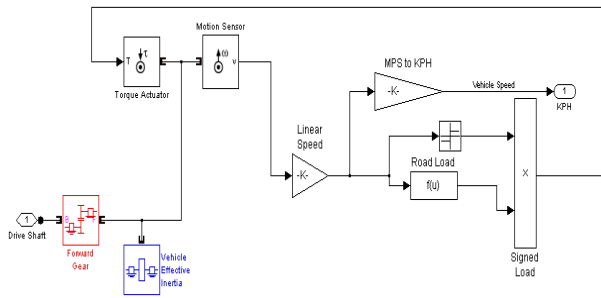 Motion Sensor
T
τ
ω
v
Torque Actuator
MPS to KPH
-K-
Vehicle Speed
1
KPH
Linear
Speed
-K-
Road Load
f(u)
X
Signed
Load
1
Drive Shaft
B
F
Forward
Gear
Vehicle
Effective
Inertia